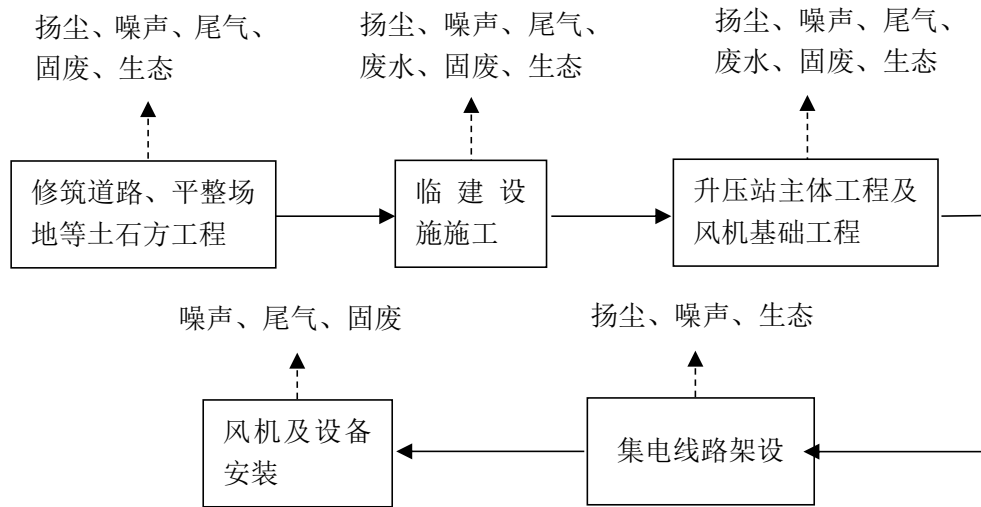 扬尘、噪声、尾气、
固废、生态
扬尘、噪声、尾气、
废水、固废、生态
扬尘、噪声、尾气、
废水、固废、生态
修筑道路、平整场
地等土石方工程
临建设
施施工
升压站主体工程及
风机基础工程
噪声、尾气、固废
扬尘、噪声、生态
风机及设备
安装
集电线路架设